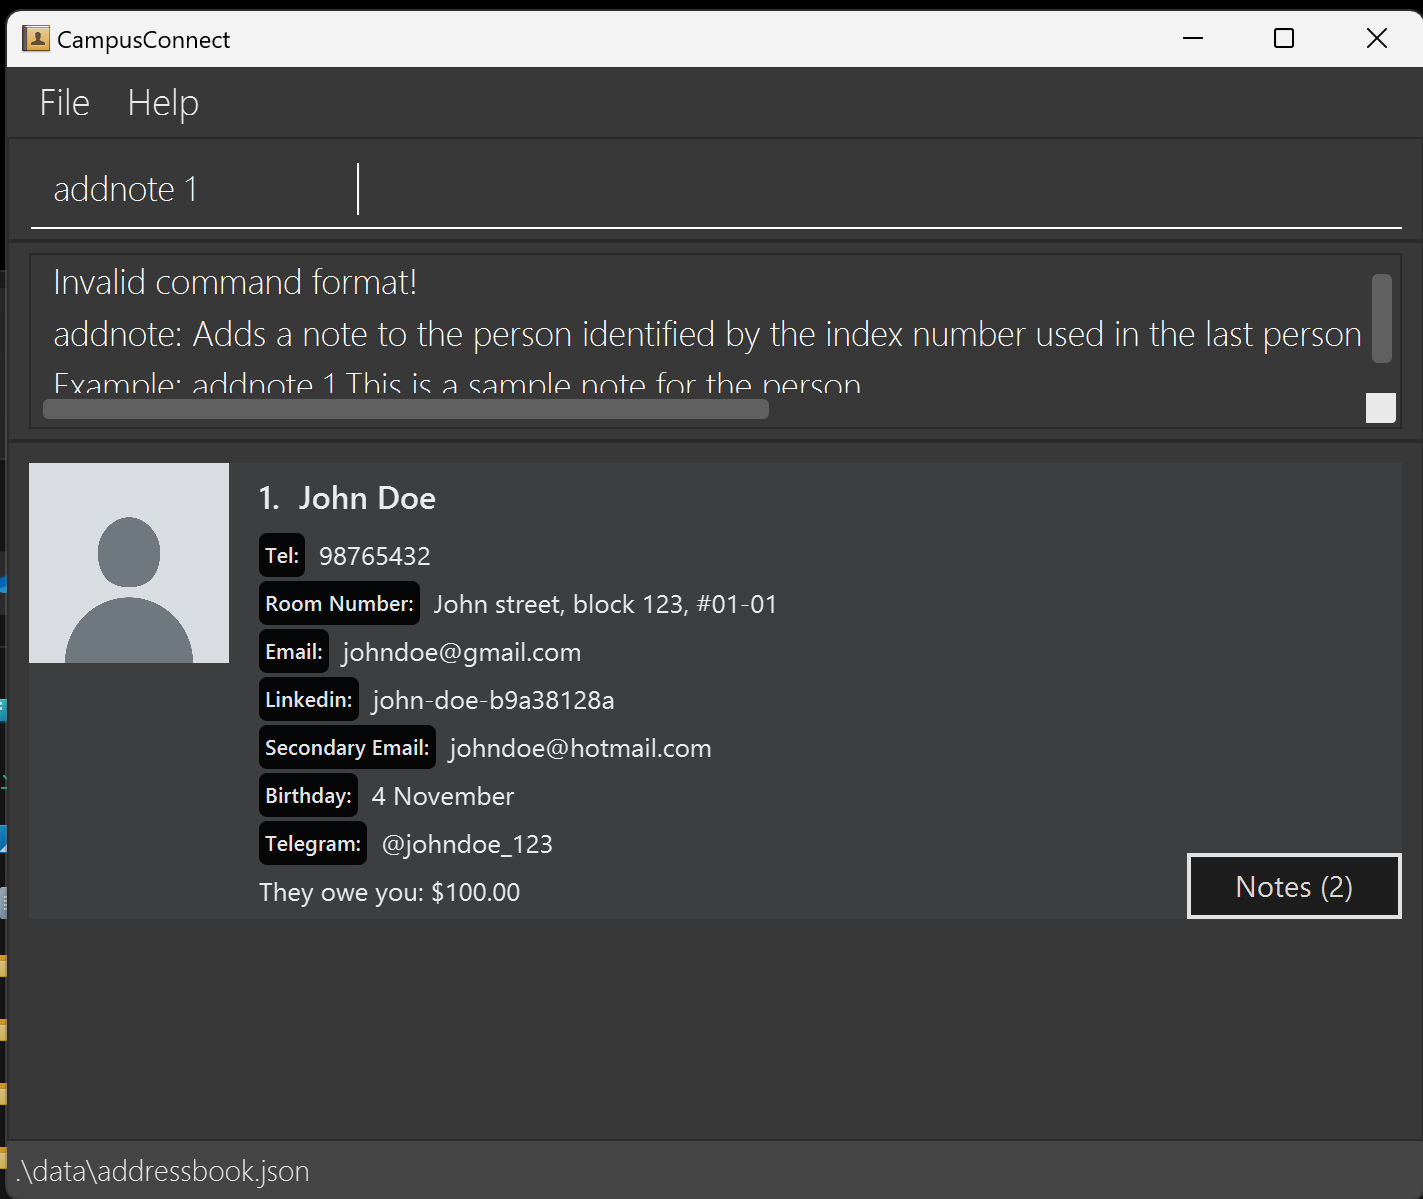 CampusConnect
File Help
addnote 1
Invalid command format!
addnote: Adds a note to the person identified by the index number used in the last person
Example: addnote 1 This is a sample note for the person
1. John Doe
Tel: 98765432
Room Number: John street, block 123, #01-01
Email: johndoe@gmail.com
Linkedin: john-doe-b9a38128a
Secondary Email: johndoe@hotmail.com
Birthday: 4 November
Telegram: @johndoe_123
They owe you: $100.00
Notes (2)
.\data\addressbook.json